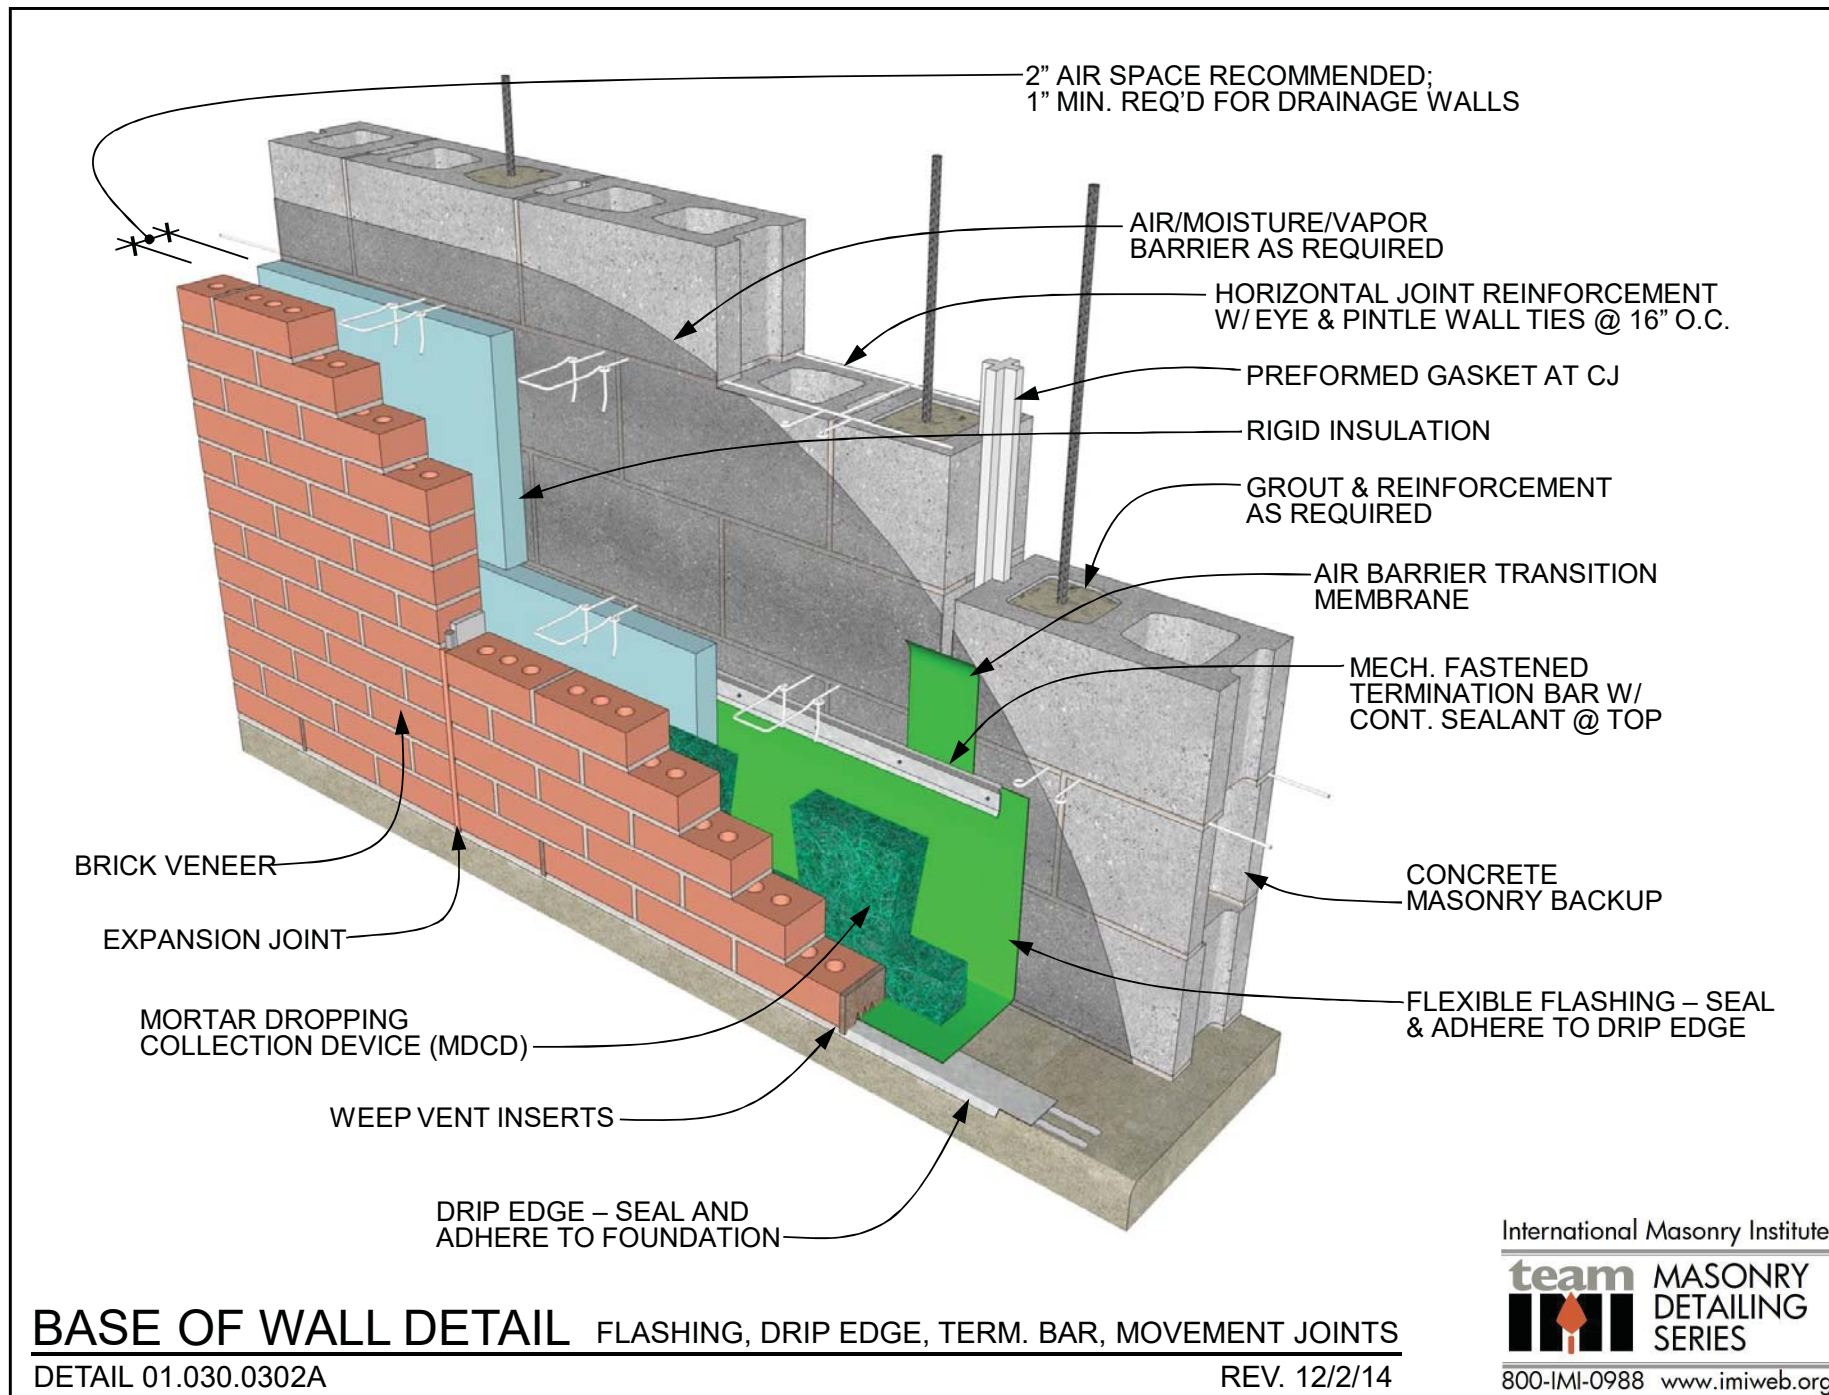 2” AIR SPACE RECOMMENDED;
1” MIN. REQ’D FOR DRAINAGE WALLS
AIR/MOISTURE/VAPOR
BARRIER AS REQUIRED
HORIZONTAL JOINT REINFORCEMENT
W/ EYE & PINTLE WALL TIES @ 16” O.C.
PREFORMED GASKET AT CJ
RIGID INSULATION
GROUT & REINFORCEMENT
AS REQUIRED
AIR BARRIER TRANSITION
MEMBRANE
MECH. FASTENED
TERMINATION BAR W/
CONT. SEALANT @ TOP
BRICK VENEER
CONCRETE
MASONRY BACKUP
EXPANSION JOINT
MORTAR DROPPING
COLLECTION DEVICE (MDCD)
FLEXIBLE FLASHING – SEAL
& ADHERE TO DRIP EDGE
WEEP VENT INSERTS
DRIP EDGE – SEAL AND
ADHERE TO FOUNDATION
International Masonry Institute
team
IMI
MASONRY
DETAILING
SERIES
800-IMI-0988 www.imiweb.org
BASE OF WALL DETAIL FLASHING, DRIP EDGE, TERM. BAR, MOVEMENT JOINTS
DETAIL 01.030.0302A REV. 12/2/14